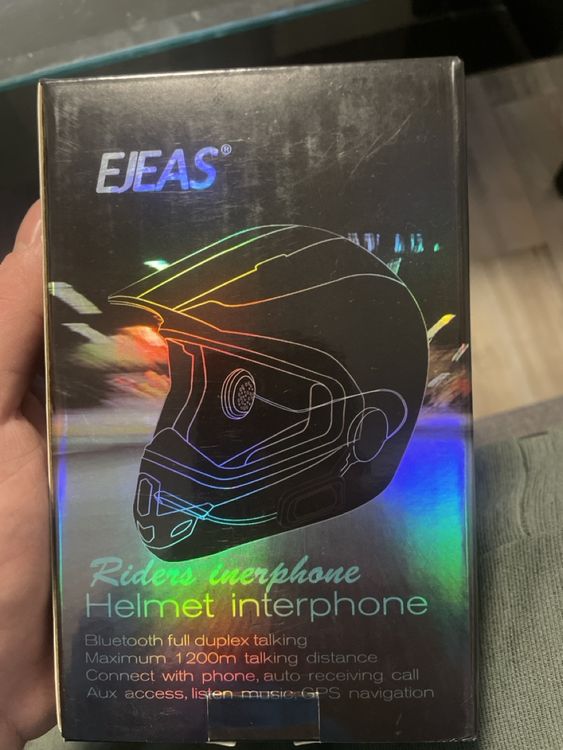 EJEAS®
Riders inerphone
Helmet interphone
Bluetooth full duplex talking
Maximum 1200m talking distance
Connect with phone, auto receiving call
Aux access, listen music, GPS navigation